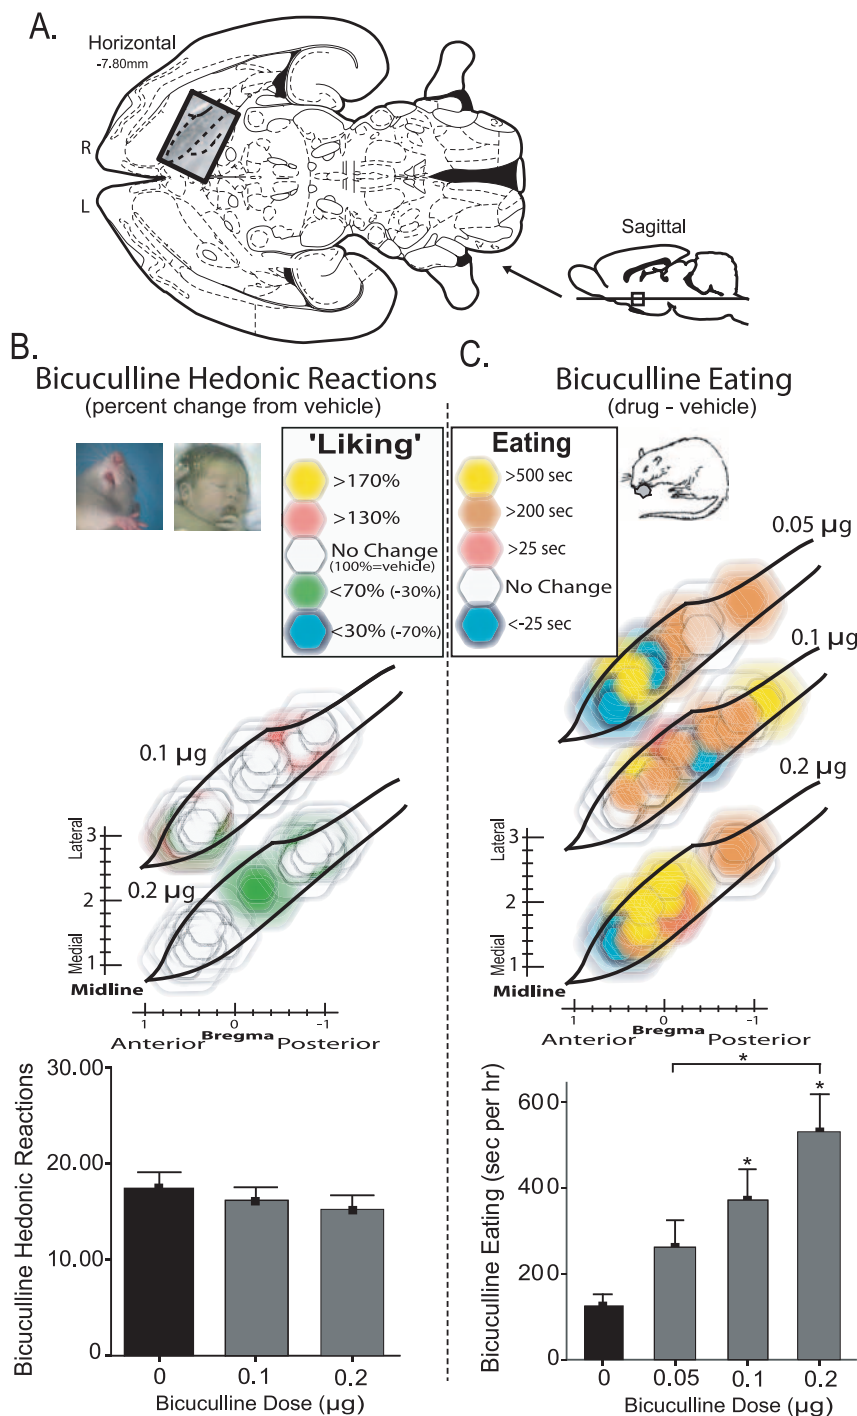 A.
Horizontal
-7.80mm
R
L
Sagittal
B.
Bicuculline Hedonic Reactions
(percent change from vehicle)
'Liking'
>170%
>130%
No Change
(100%=vehicle)
<70% (-30%)
<30% (-70%)
0.1 µg
0.2 µg
Lateral
Medial
3
2
1
Midline
1
0
-1
Bregma
Anterior
Posterior
30.00
20.00
10.00
0.00
Bicuculline Hedonic Reactions
0
0.1
0.2
Bicuculline Dose (µg)
C.
Bicuculline Eating
(drug - vehicle)
Eating
>500 sec
>200 sec
>25 sec
No Change
<-25 sec
0.05 µg
0.1 µg
0.2 µg
Lateral
Medial
3
2
1
Midline
1
0
-1
Bregma
Anterior
Posterior
600
400
200
0
Bicuculline Eating (sec per hr)
*
*
*
0
0.05
0.1
0.2
Bicuculline Dose (µg)